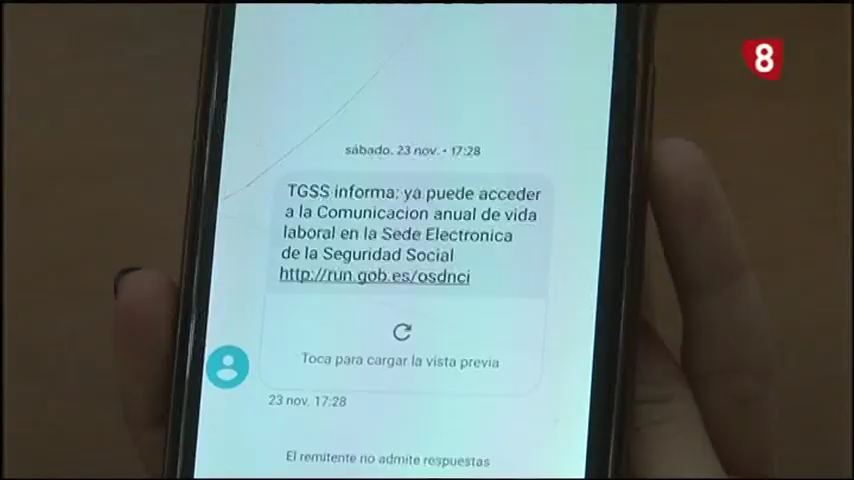 8
sábado, 23 nov. • 17:28
TGSS informa: ya puede acceder
a la Comunicacion anual de vida
laboral en la Sede Electronica
de la Seguridad Social
http://run.gob.es/osdnci
Toca para cargar la vista previa
23 nov. 17:28
El remitente no admite respuestas